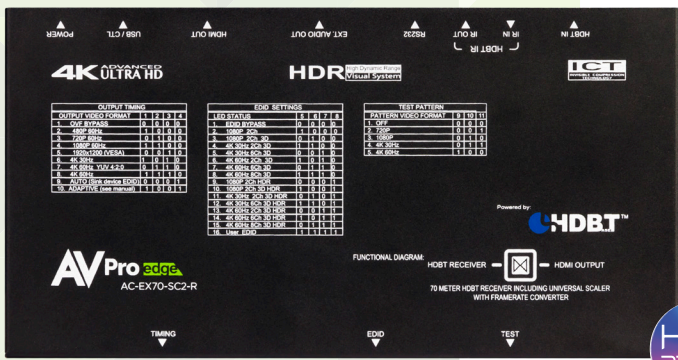 POWER
USB / CTL
HDMI OUT
EXT. AUDIO OUT
RS232
IR OUT
IR IN
HDBT IR
HDBT IN
4K ADVANCED
ULTRA HD
HDR High Dynamic Range
Visual System
ICT
INVISIBLE COMPRESSION
TECHNOLOGY
OUTPUT TIMING
OUTPUT VIDEO FORMAT 1 2 3 4
1. OVF BYPASS 0 0 0 0
2. 480P 60Hz 1 0 0 0
3. 720P 60Hz 0 1 0 0
4. 1080P 60Hz 1 1 0 0
5. 1920x1200 (VESA) 0 0 1 0
6. 4K 30Hz 1 0 1 0
7. 4K 60Hz YUV 4:2:0 0 1 1 0
8. 4K 60Hz 1 1 1 0
9. AUTO (Sink device EDID) 0 0 0 1
10. ADAPTIVE (see manual) 1 0 0 1
EDID SETTINGS
LED STATUS 5 6 7 8
1. EDID BYPASS 0 0 0 0
2. 1080P 2Ch 1 0 0 0
3. 1080P 2Ch 3D 0 1 0 0
4. 4K 30Hz 2Ch 3D 1 1 0 0
5. 4K 30Hz 6Ch 3D 0 0 1 0
6. 4K 30Hz 8Ch 3D 1 0 1 0
7. 4K 60Hz 6Ch 3D 0 1 1 0
8. 4K 60Hz 8Ch 3D 1 1 1 0
9. 1080P 2Ch HDR 0 0 0 1
10. 1080P 2Ch 3D HDR 1 0 0 1
11. 4K 30Hz 2Ch 3D HDR 0 1 0 1
12. 4K 30Hz 6Ch 3D HDR 1 1 0 1
13. 4K 60Hz 2Ch 3D HDR 0 0 1 1
14. 4K 60Hz 6Ch 3D HDR 1 0 1 1
15. 4K 60Hz 8Ch 3D HDR 0 1 1 1
16. User EDID 1 1 1 1
TEST PATTERN
PATTERN VIDEO FORMAT 9 10 11
1. OFF 0 0 0
2. 720P 0 0 1
3. 1080P 0 1 0
4. 4K 30Hz 0 1 1
5. 4K 60Hz 1 0 0
Powered by:
HDBT™
AVPro edge
AC-EX70-SC2-R
FUNCTIONAL DIAGRAM:
HDBT RECEIVER
HDMI OUTPUT
70 METER HDBT RECEIVER INCLUDING UNIVERSAL SCALER
WITH FRAMERATE CONVERTER
TIMING
EDID
TEST